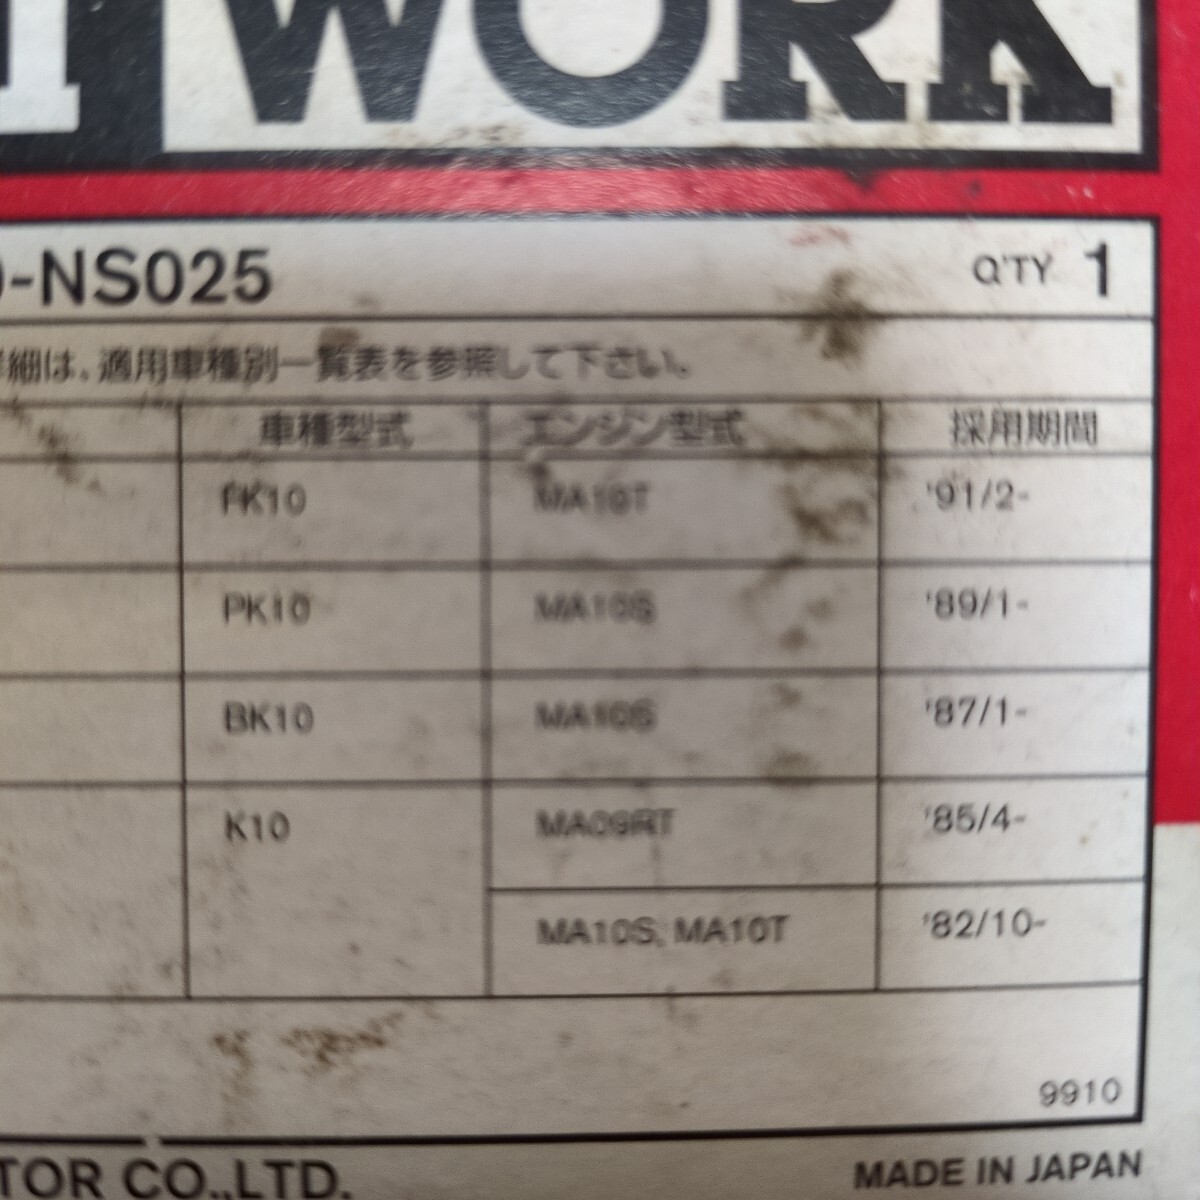 WORK
-NS025 Q'TY 1
細は、適用車種別一覧表を参照して下さい。
車種型式 エンジン型式 採用期間
FK10 MA10T '91/2-
PK10 MA10S '89/1-
BK10 MA10S '87/1-
K10 MA09RT '85/4-
MA10S, MA10T '82/10-
9910
TOR CO.,LTD. MADE IN JAPAN